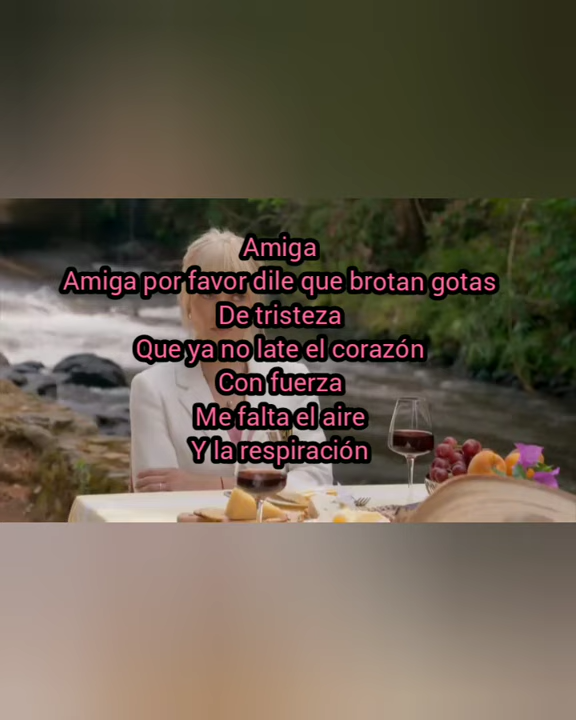 Amiga
Amiga por favor dile que brotan gotas
De tristeza
Que ya no late el corazón
Con fuerza
Me falta el aire
Y la respiración